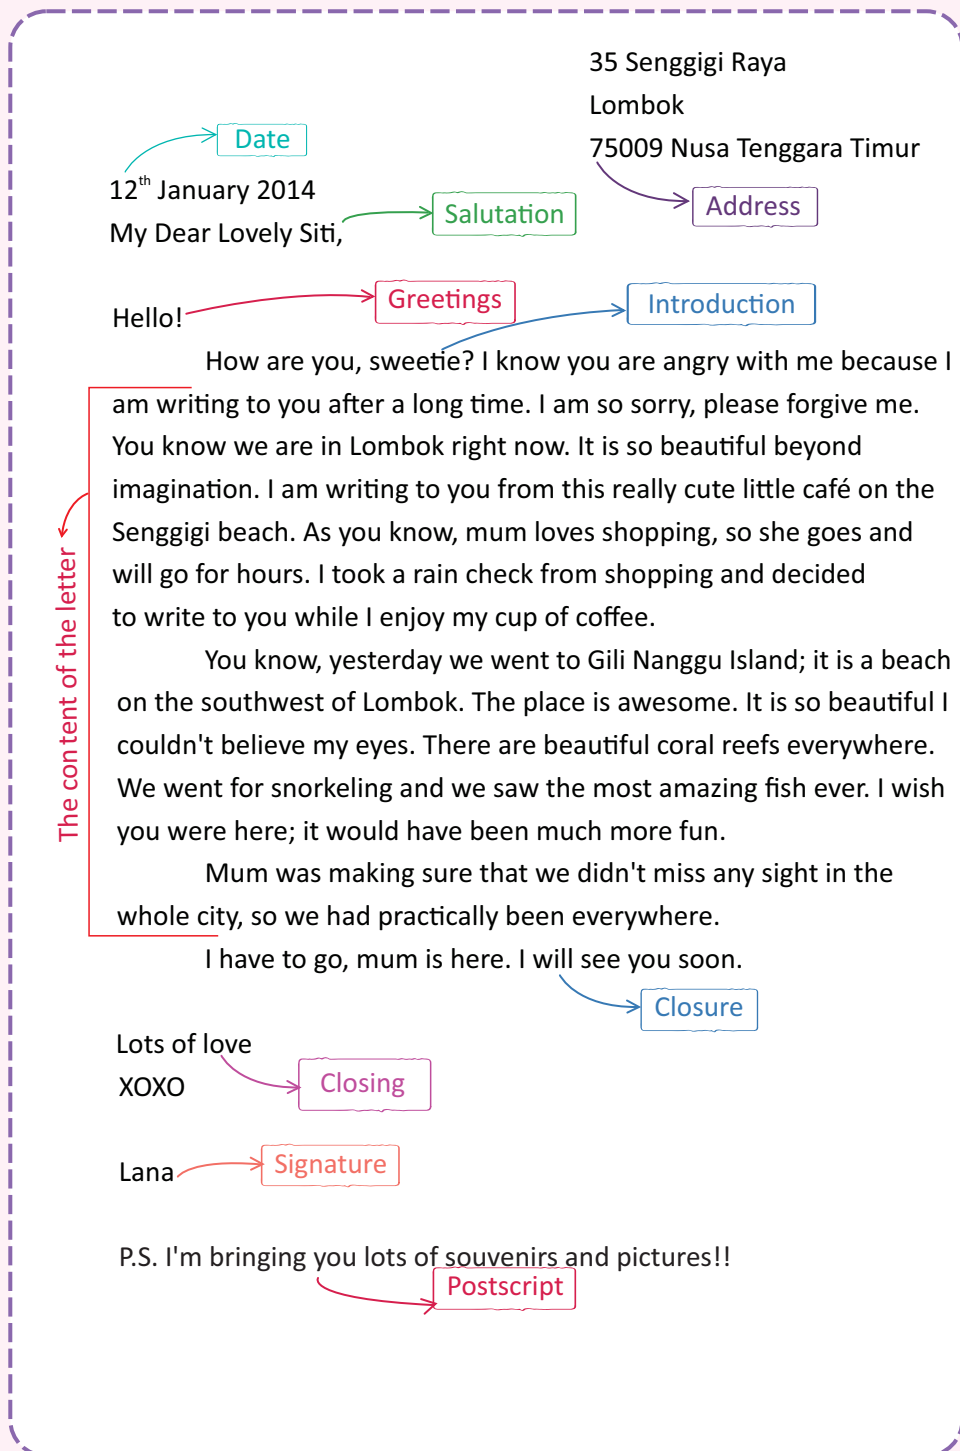 35 Senggigi Raya
Lombok
75009 Nusa Tenggara Timur
Address
Date
12th January 2014
My Dear Lovely Siti,
Salutation
Hello!
Greetings
Introduction
How are you, sweetie? I know you are angry with me because I
am writing to you after a long time. I am so sorry, please forgive me.
You know we are in Lombok right now. It is so beautiful beyond
imagination. I am writing to you from this really cute little café on the
Senggigi beach. As you know, mum loves shopping, so she goes and
will go for hours. I took a rain check from shopping and decided
to write to you while I enjoy my cup of coffee.
You know, yesterday we went to Gili Nanggu Island; it is a beach
on the southwest of Lombok. The place is awesome. It is so beautiful I
couldn't believe my eyes. There are beautiful coral reefs everywhere.
We went for snorkeling and we saw the most amazing fish ever. I wish
you were here; it would have been much more fun.
Mum was making sure that we didn't miss any sight in the
whole city, so we had practically been everywhere.
The content of the letter
I have to go, mum is here. I will see you soon.
Closure
Lots of love
XOXO
Closing
Lana
Signature
P.S. I'm bringing you lots of souvenirs and pictures!!
Postscript